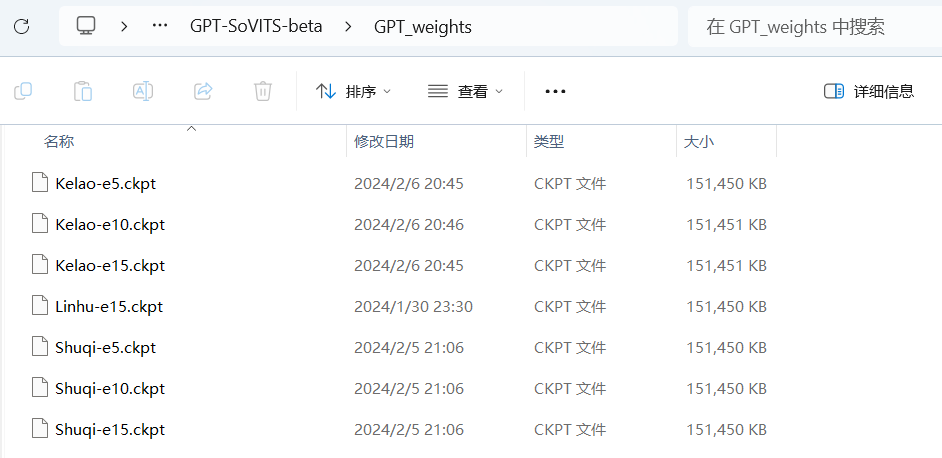 GPT-SoVITS-beta GPT_weights 在 GPT_weights 中搜索
排序 查看 详细信息
名称 修改日期 类型 大小
Kelao-e5.ckpt 2024/2/6 20:45 CKPT 文件 151,450 KB
Kelao-e10.ckpt 2024/2/6 20:46 CKPT 文件 151,451 KB
Kelao-e15.ckpt 2024/2/6 20:45 CKPT 文件 151,451 KB
Linhu-e15.ckpt 2024/1/30 23:30 CKPT 文件 151,450 KB
Shuqi-e5.ckpt 2024/2/5 21:06 CKPT 文件 151,450 KB
Shuqi-e10.ckpt 2024/2/5 21:06 CKPT 文件 151,450 KB
Shuqi-e15.ckpt 2024/2/5 21:06 CKPT 文件 151,450 KB